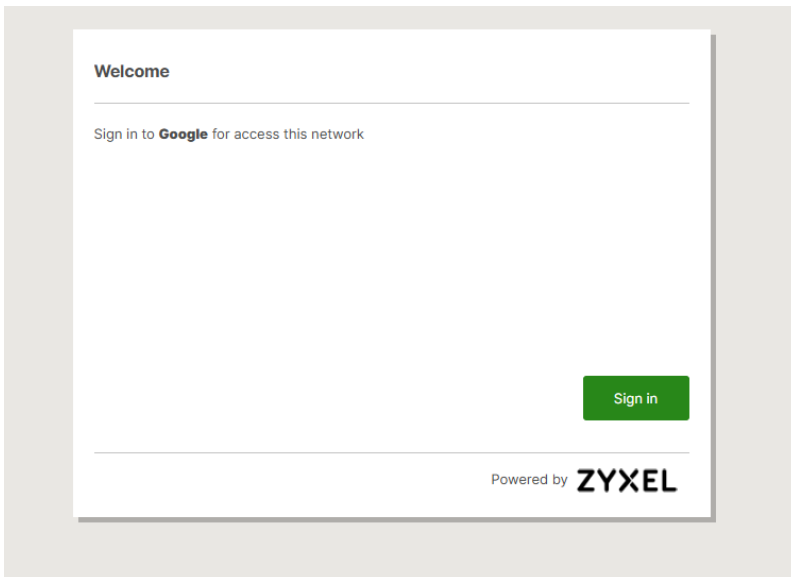 Welcome
Sign in to Google for access this network
Sign in
Powered by ZYXEL